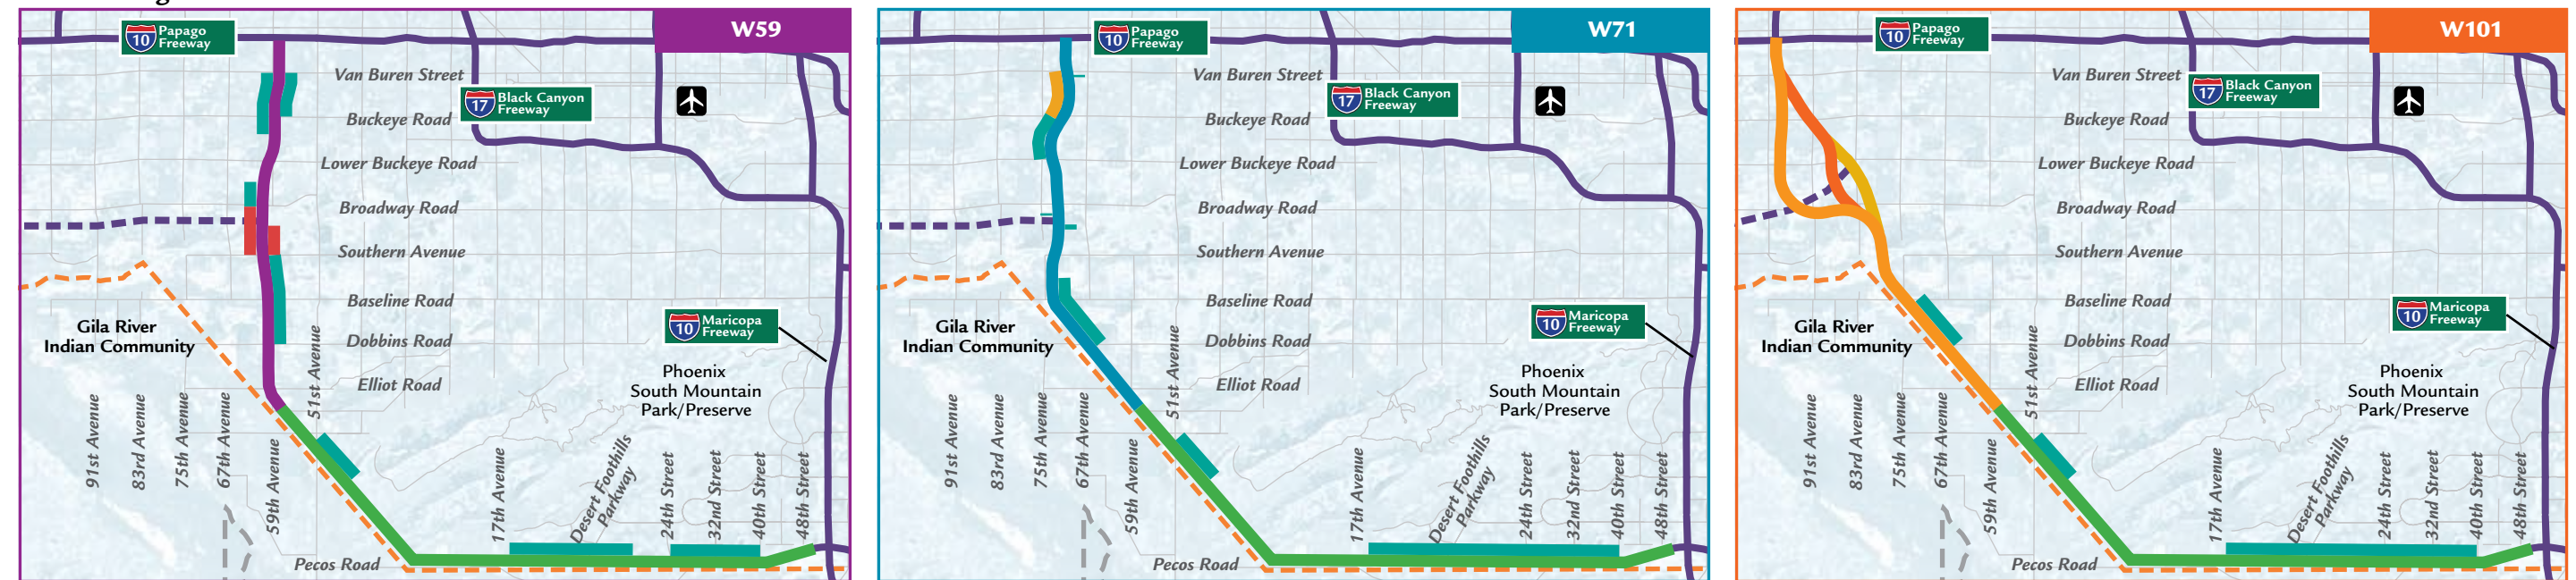 W59
10 Papago
Freeway
Van Buren Street
17 Black Canyon
Freeway
Buckeye Road
Lower Buckeye Road
Broadway Road
Southern Avenue
Baseline Road
Gila River
Indian Community
10 Maricopa
Freeway
Dobbins Road
51st Avenue
Phoenix
South Mountain
Park/Preserve
Elliot Road
91st Avenue
83rd Avenue
75th Avenue
67th Avenue
59th Avenue
17th Avenue
Desert Foothills
Parkway
24th Street
32nd Street
40th Street
48th Street
Pecos Road
W71
10 Papago
Freeway
Van Buren Street
17 Black Canyon
Freeway
Buckeye Road
Lower Buckeye Road
Broadway Road
Southern Avenue
Baseline Road
Gila River
Indian Community
10 Maricopa
Freeway
Dobbins Road
51st Avenue
Phoenix
South Mountain
Park/Preserve
Elliot Road
91st Avenue
83rd Avenue
75th Avenue
67th Avenue
59th Avenue
17th Avenue
Desert Foothills
Parkway
24th Street
32nd Street
40th Street
48th Street
Pecos Road
W101
10 Papago
Freeway
Van Buren Street
17 Black Canyon
Freeway
Buckeye Road
Lower Buckeye Road
Broadway Road
Southern Avenue
Baseline Road
Gila River
Indian Community
10 Maricopa
Freeway
Dobbins Road
51st Avenue
Phoenix
South Mountain
Park/Preserve
Elliot Road
91st Avenue
83rd Avenue
75th Avenue
67th Avenue
59th Avenue
17th Avenue
Desert Foothills
Parkway
24th Street
32nd Street
40th Street
48th Street
Pecos Road